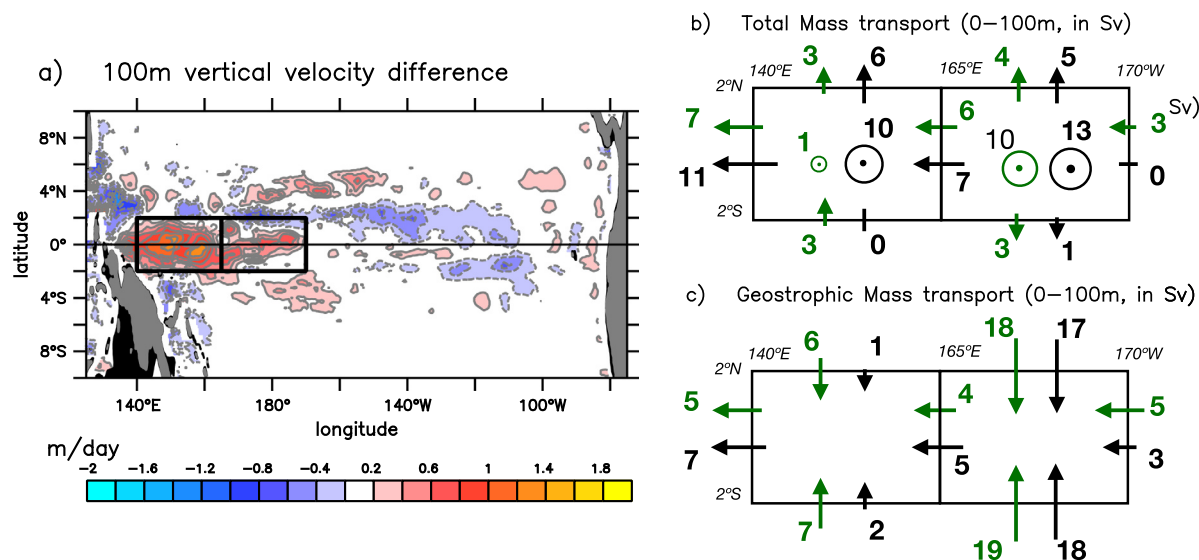 a) 100m vertical velocity difference
8°N
4°N
0°
4°S
8°S
latitude
140°E 180° 140°W 100°W
longitude
m/day
−2 −1.6 −1.2 −0.8 −0.4 0.2 0.6 1 1.4 1.8
b) Total Mass transport (0−100m, in Sv)
3 6 4 5
140°E 165°E 170°W
2°N
7 6 3 Sv)
1 10 10 13
11 7 0
2°S
3 0 3 1
c) Geostrophic Mass transport (0−100m, in Sv)
6 1 18 17
140°E 165°E 170°W
2°N
5 4 5
7 5 3
2°S
7 2 19 18